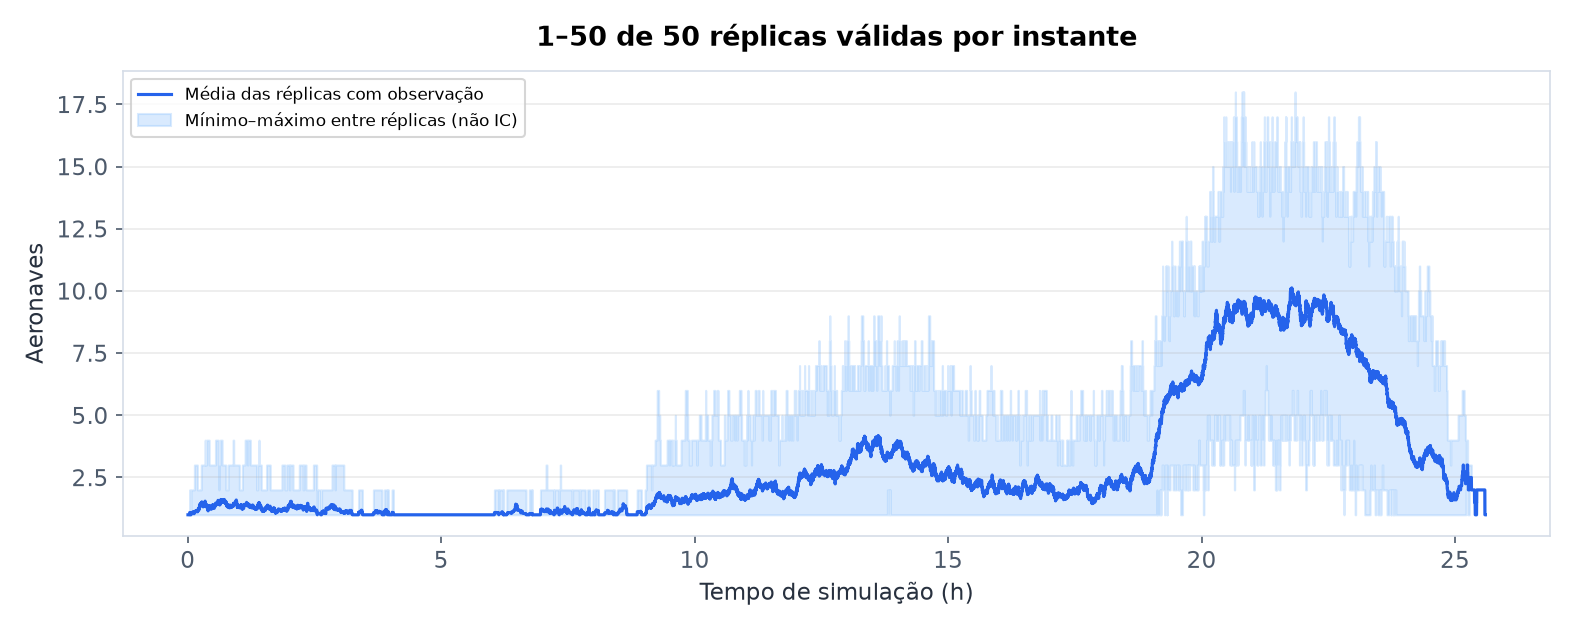 1–50 de 50 réplicas válidas por instante
Média das réplicas com observação
Mínimo–máximo entre réplicas (não IC)
17.5
15.0
12.5
10.0
7.5
5.0
2.5
Aeronaves
0 5 10 15 20 25
Tempo de simulação (h)